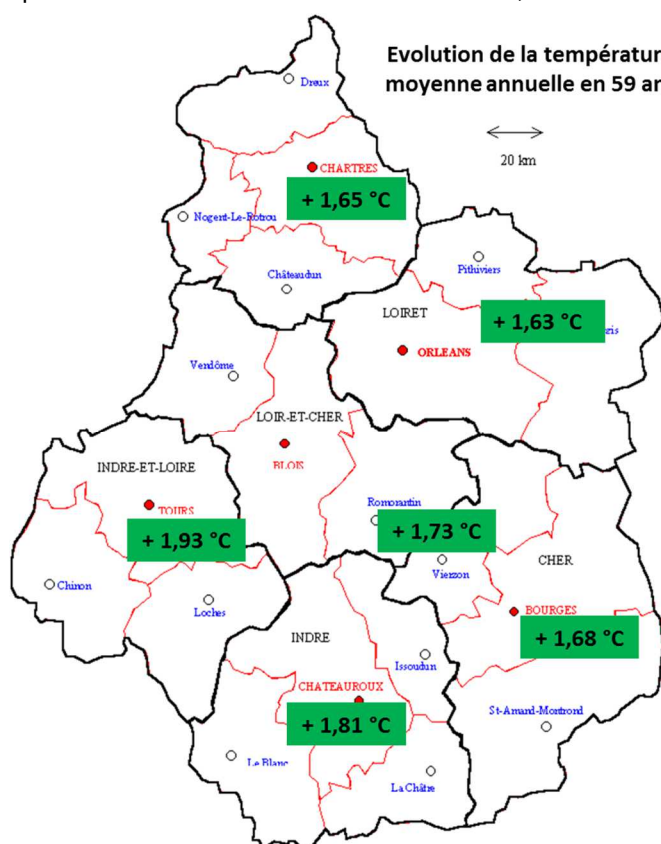 Evolution de la températur
moyenne annuelle en 59 an
20 km
Dreux
CHARTRES
+ 1,65 °C
Nogent-Le-Rotrou
Châteaudun
Pithiviers
LOIRET
+ 1,63 °C
ORLEANS
Vendôme
LOIR-ET-CHER
BLOIS
INDRE-ET-LOIRE
TOURS
+ 1,93 °C
Romorantin
+ 1,73 °C
Vierzon
CHER
Chinon
Loches
BOURGES
+ 1,68 °C
INDRE
Issoudun
CHATEAUROUX
+ 1,81 °C
St-Amand-Montrond
Le Blanc
La Châtre